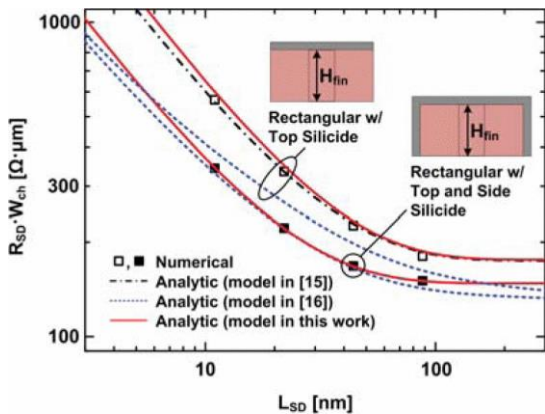 1000
300
100
R_SD·W_ch [Ω·μm]
H_fin
Rectangular w/
Top Silicide
H_fin
Rectangular w/
Top and Side
Silicide
, Numerical
Analytic (model in [15])
Analytic (model in [16])
Analytic (model in this work)
10
100
L_SD [nm]